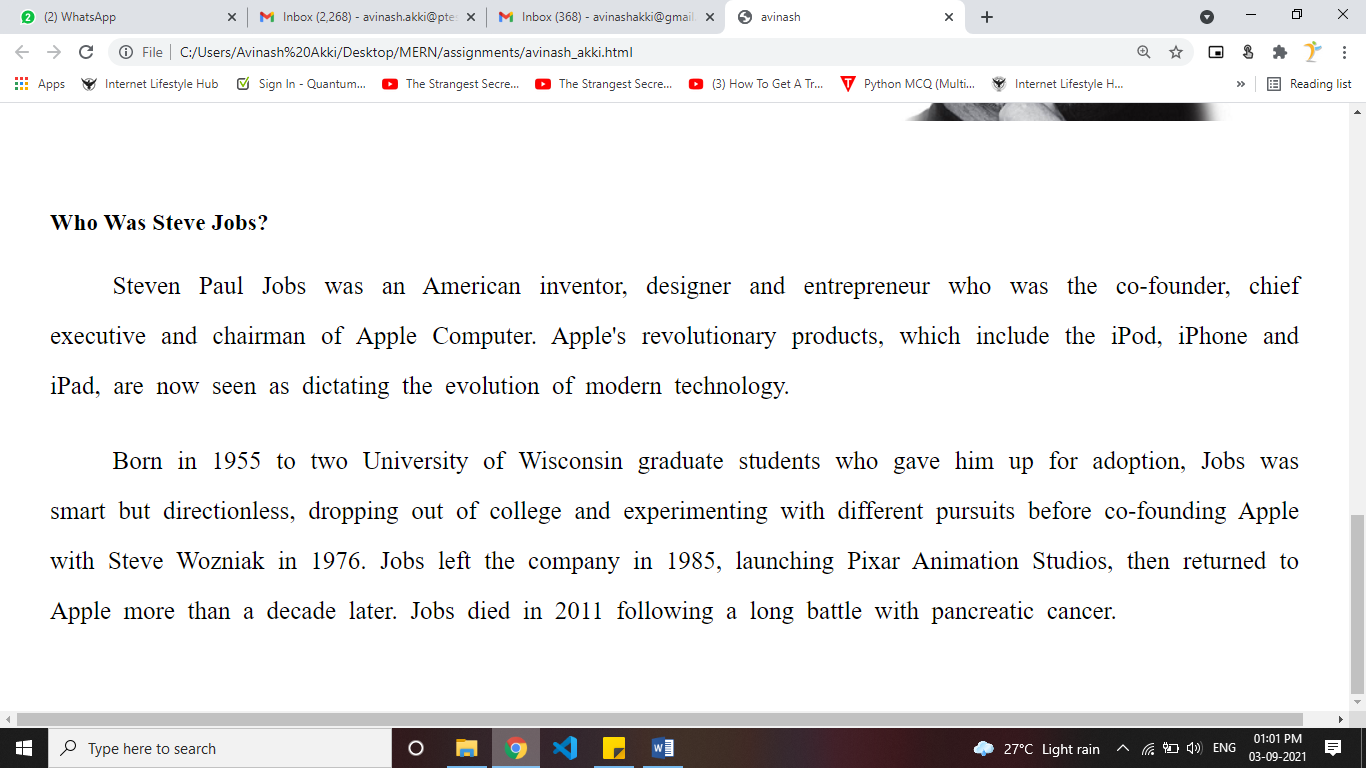 2 (2) WhatsApp
Inbox (2,268) - avinash.akki@ptes
Inbox (368) - avinashakki@gmail.
avinash
File C:/Users/Avinash%20Akki/Desktop/MERN/assignments/avinash_akki.html
Apps Internet Lifestyle Hub Sign In - Quantum... The Strangest Secre... The Strangest Secre... (3) How To Get A Tr... Python MCQ (Multi... Internet Lifestyle H... » Reading list
Who Was Steve Jobs?
Steven Paul Jobs was an American inventor, designer and entrepreneur who was the co-founder, chief
executive and chairman of Apple Computer. Apple's revolutionary products, which include the iPod, iPhone and
iPad, are now seen as dictating the evolution of modern technology.
Born in 1955 to two University of Wisconsin graduate students who gave him up for adoption, Jobs was
smart but directionless, dropping out of college and experimenting with different pursuits before co-founding Apple
with Steve Wozniak in 1976. Jobs left the company in 1985, launching Pixar Animation Studios, then returned to
Apple more than a decade later. Jobs died in 2011 following a long battle with pancreatic cancer.
Type here to search
27°C Light rain
ENG
01:01 PM
03-09-2021